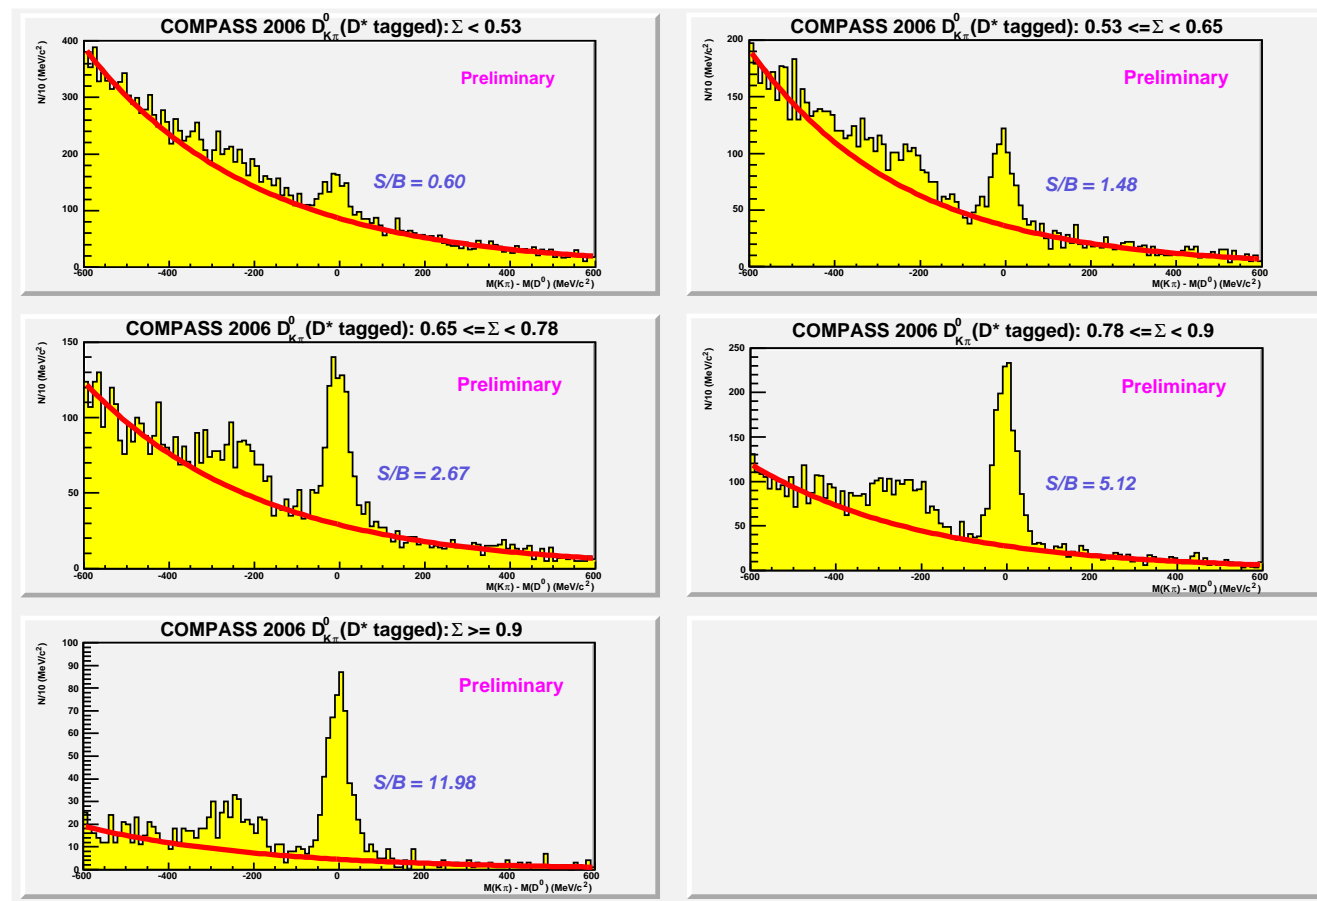 COMPASS 2006 D⁰Kπ(D* tagged): Σ < 0.53
N/10 (MeV/c²)
400
300
200
100
0
Preliminary
S/B = 0.60
-600 -400 -200 0 200 400 600
M(Kπ) - M(D⁰) (MeV/c²)
COMPASS 2006 D⁰Kπ(D* tagged): 0.53 <=Σ < 0.65
N/10 (MeV/c²)
200
150
100
50
0
Preliminary
S/B = 1.48
-600 -400 -200 0 200 400 600
M(Kπ) - M(D⁰) (MeV/c²)
COMPASS 2006 D⁰Kπ(D* tagged): 0.65 <=Σ < 0.78
N/10 (MeV/c²)
150
100
50
0
Preliminary
S/B = 2.67
-600 -400 -200 0 200 400 600
M(Kπ) - M(D⁰) (MeV/c²)
COMPASS 2006 D⁰Kπ(D* tagged): 0.78 <=Σ < 0.9
N/10 (MeV/c²)
250
200
150
100
50
0
Preliminary
S/B = 5.12
-600 -400 -200 0 200 400 600
M(Kπ) - M(D⁰) (MeV/c²)
COMPASS 2006 D⁰Kπ(D* tagged): Σ >= 0.9
N/10 (MeV/c²)
100
90
80
70
60
50
40
30
20
10
0
Preliminary
S/B = 11.98
-600 -400 -200 0 200 400 600
M(Kπ) - M(D⁰) (MeV/c²)